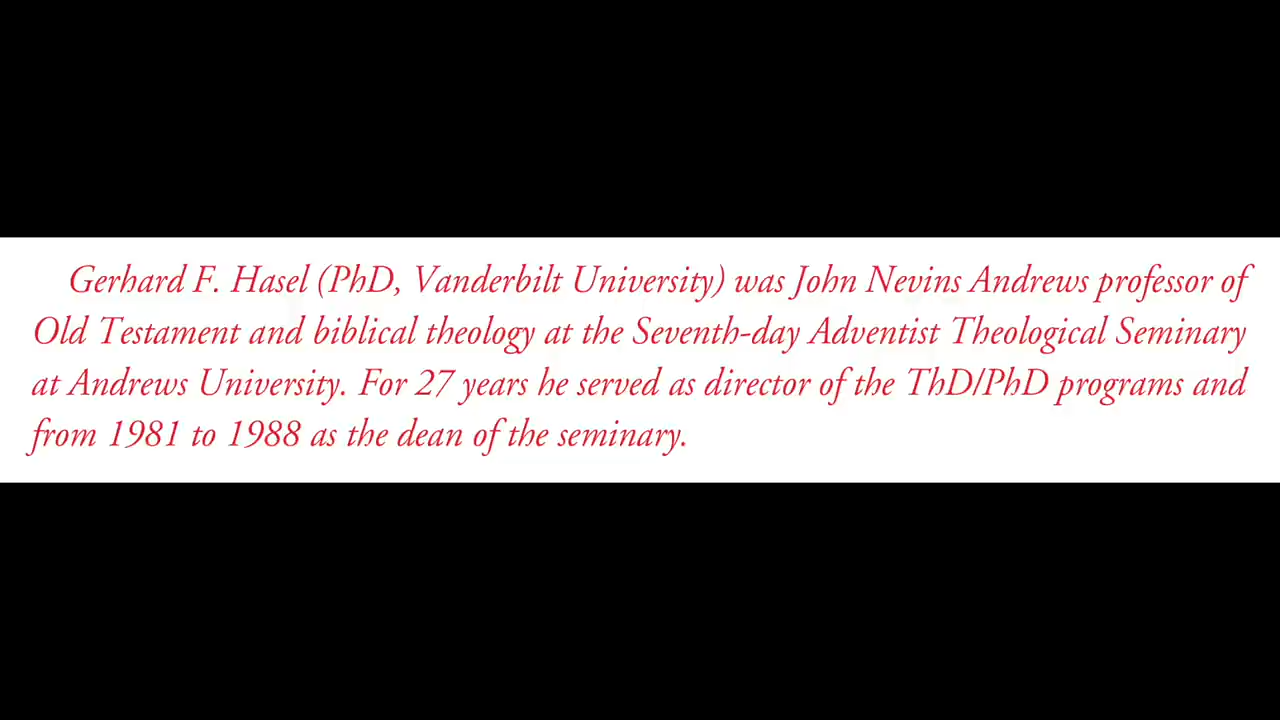 Gerhard F. Hasel (PhD, Vanderbilt University) was John Nevins Andrews professor of
Old Testament and biblical theology at the Seventh-day Adventist Theological Seminary
at Andrews University. For 27 years he served as director of the ThD/PhD programs and
from 1981 to 1988 as the dean of the seminary.